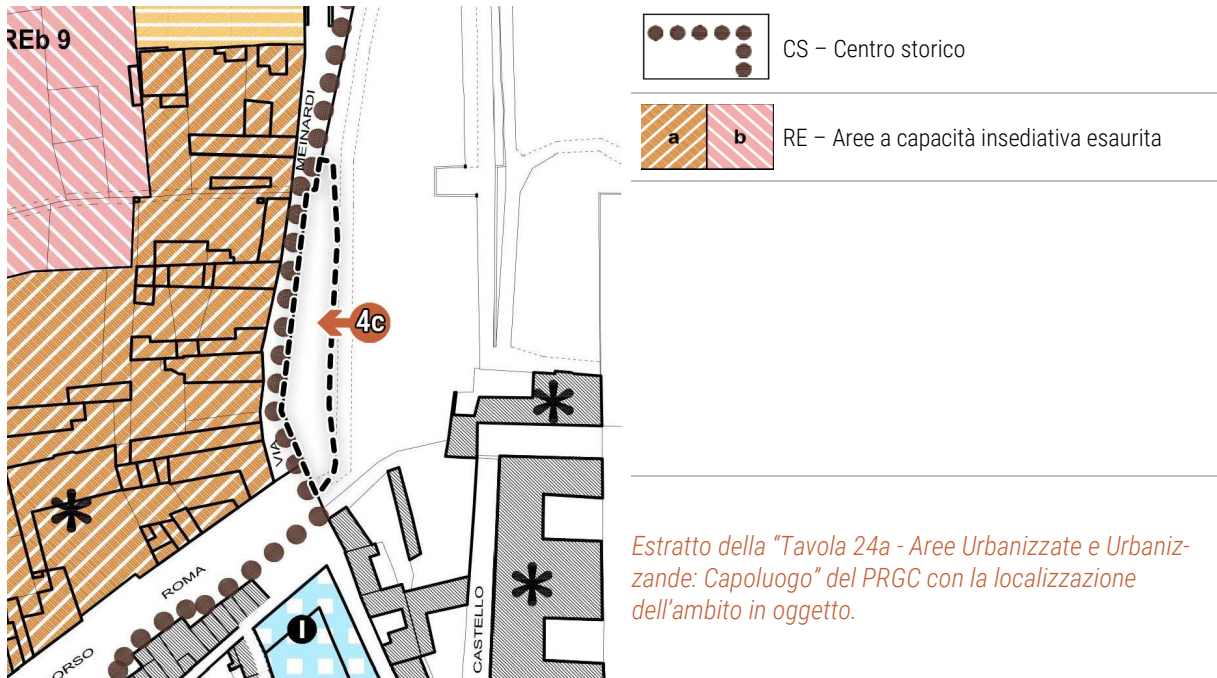 REb 9
MEINARDI
VIA
4c
ROMA
CORSO
CASTELLO
I
CS – Centro storico
a
b
RE – Aree a capacità insediativa esaurita
Estratto della “Tavola 24a - Aree Urbanizzate e Urbaniz-
zande: Capoluogo” del PRGC con la localizzazione
dell’ambito in oggetto.